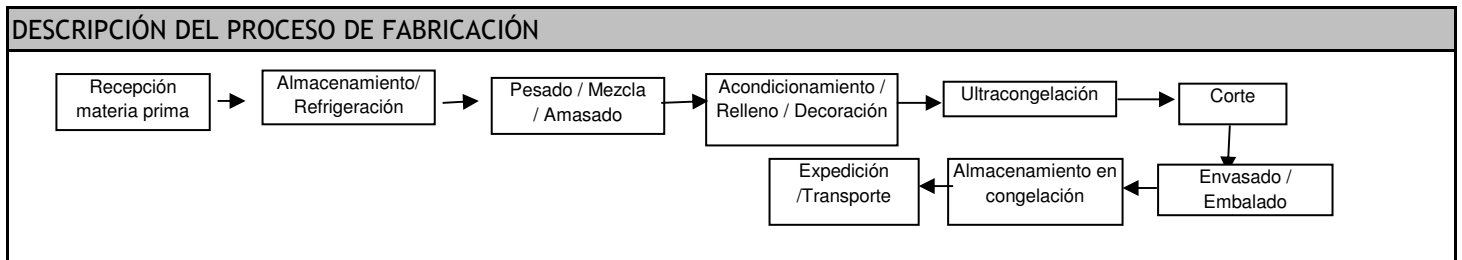 DESCRIPCIÓN DEL PROCESO DE FABRICACIÓN
Recepción
materia prima
Almacenamiento/
Refrigeración
Pesado / Mezcla
/ Amasado
Acondicionamiento /
Relleno / Decoración
Ultracongelación
Corte
Envasado /
Embalado
Almacenamiento en
congelación
Expedición
/Transporte